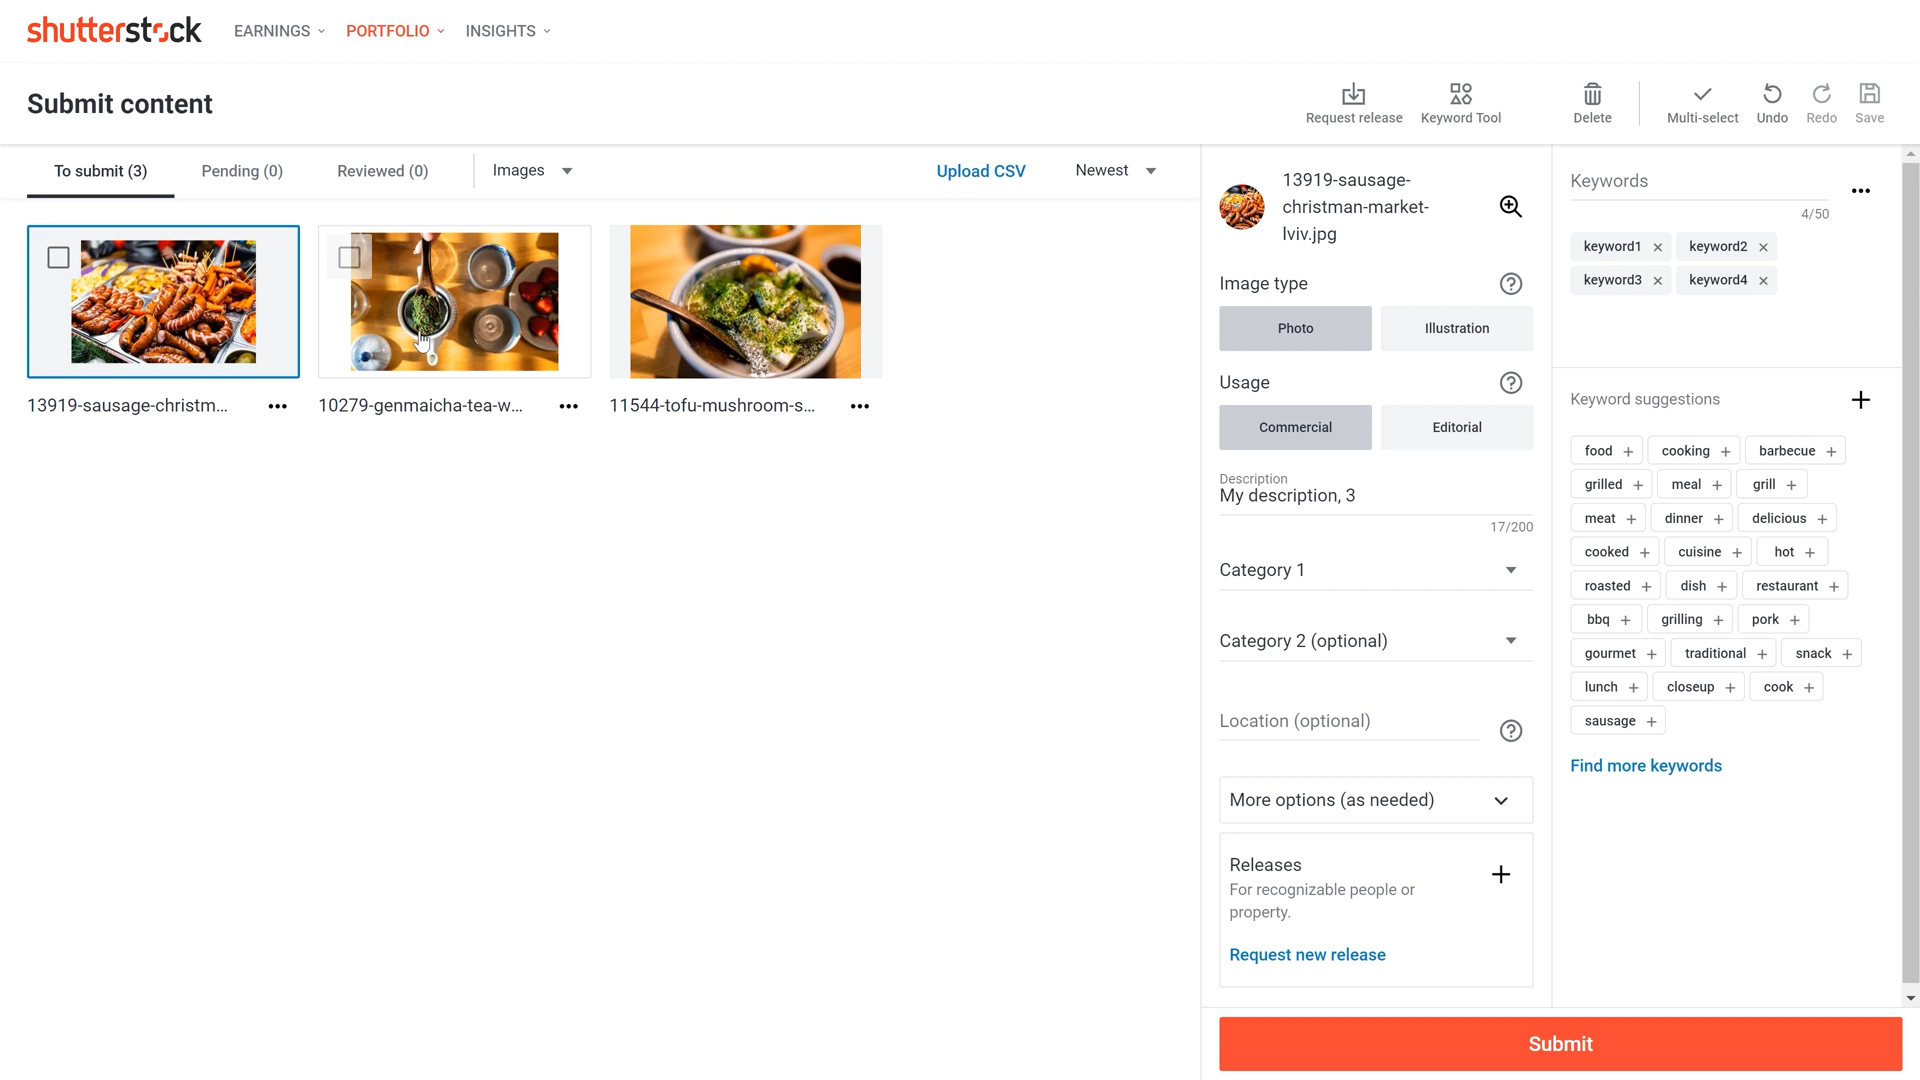 shutterstock
EARNINGS
PORTFOLIO
INSIGHTS
Submit content
Request release
Keyword Tool
Delete
Multi-select
Undo
Redo
Save
To submit (3)
Pending (0)
Reviewed (0)
Images
Upload CSV
Newest
13919-sausage-christm...
10279-genmaicha-tea-w...
11544-tofu-mushroom-s...
13919-sausage-
christman-market-
lviv.jpg
Image type
Photo
Illustration
Usage
Commercial
Editorial
Description
My description, 3
17/200
Category 1
Category 2 (optional)
Location (optional)
More options (as needed)
Releases
For recognizable people or
property.
Request new release
Keywords
4/50
keyword1 × keyword2 ×
keyword3 × keyword4 ×
Keyword suggestions
food + cooking + barbecue +
grilled + meal + grill +
meat + dinner + delicious +
cooked + cuisine + hot +
roasted + dish + restaurant +
bbq + grilling + pork +
gourmet + traditional + snack +
lunch + closeup + cook +
sausage +
Find more keywords
Submit